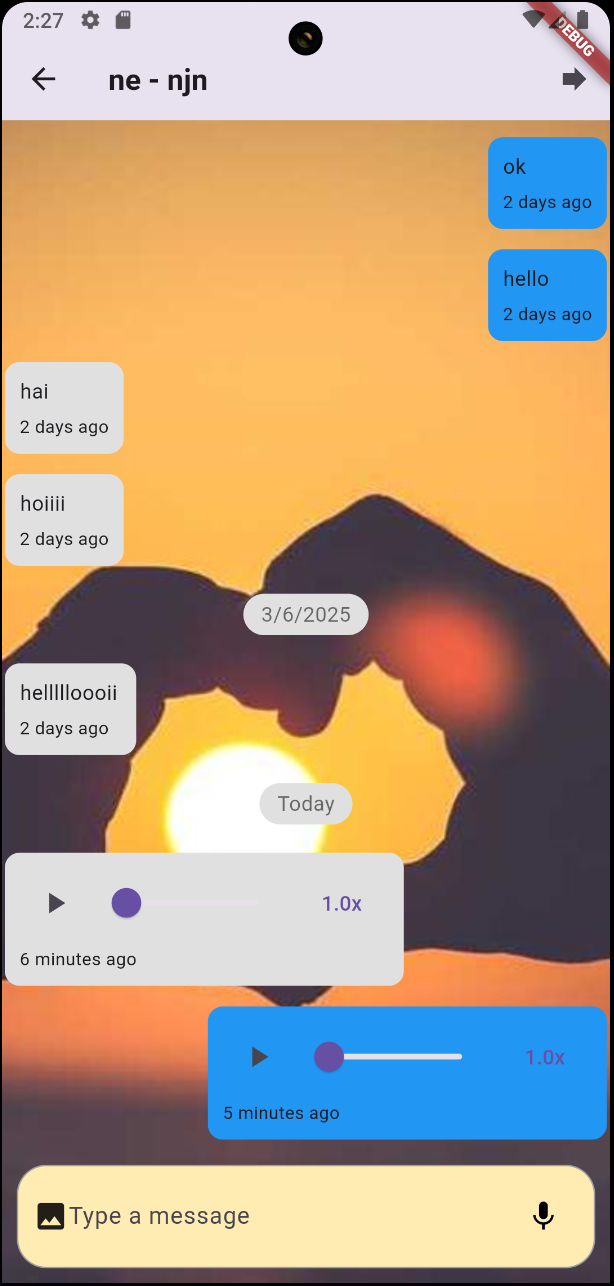 2:27
DEBUG
ne - njn
ok
2 days ago
hello
2 days ago
hai
2 days ago
hoiiii
2 days ago
3/6/2025
hellllloooii
2 days ago
Today
1.0x
6 minutes ago
1.0x
5 minutes ago
Type a message